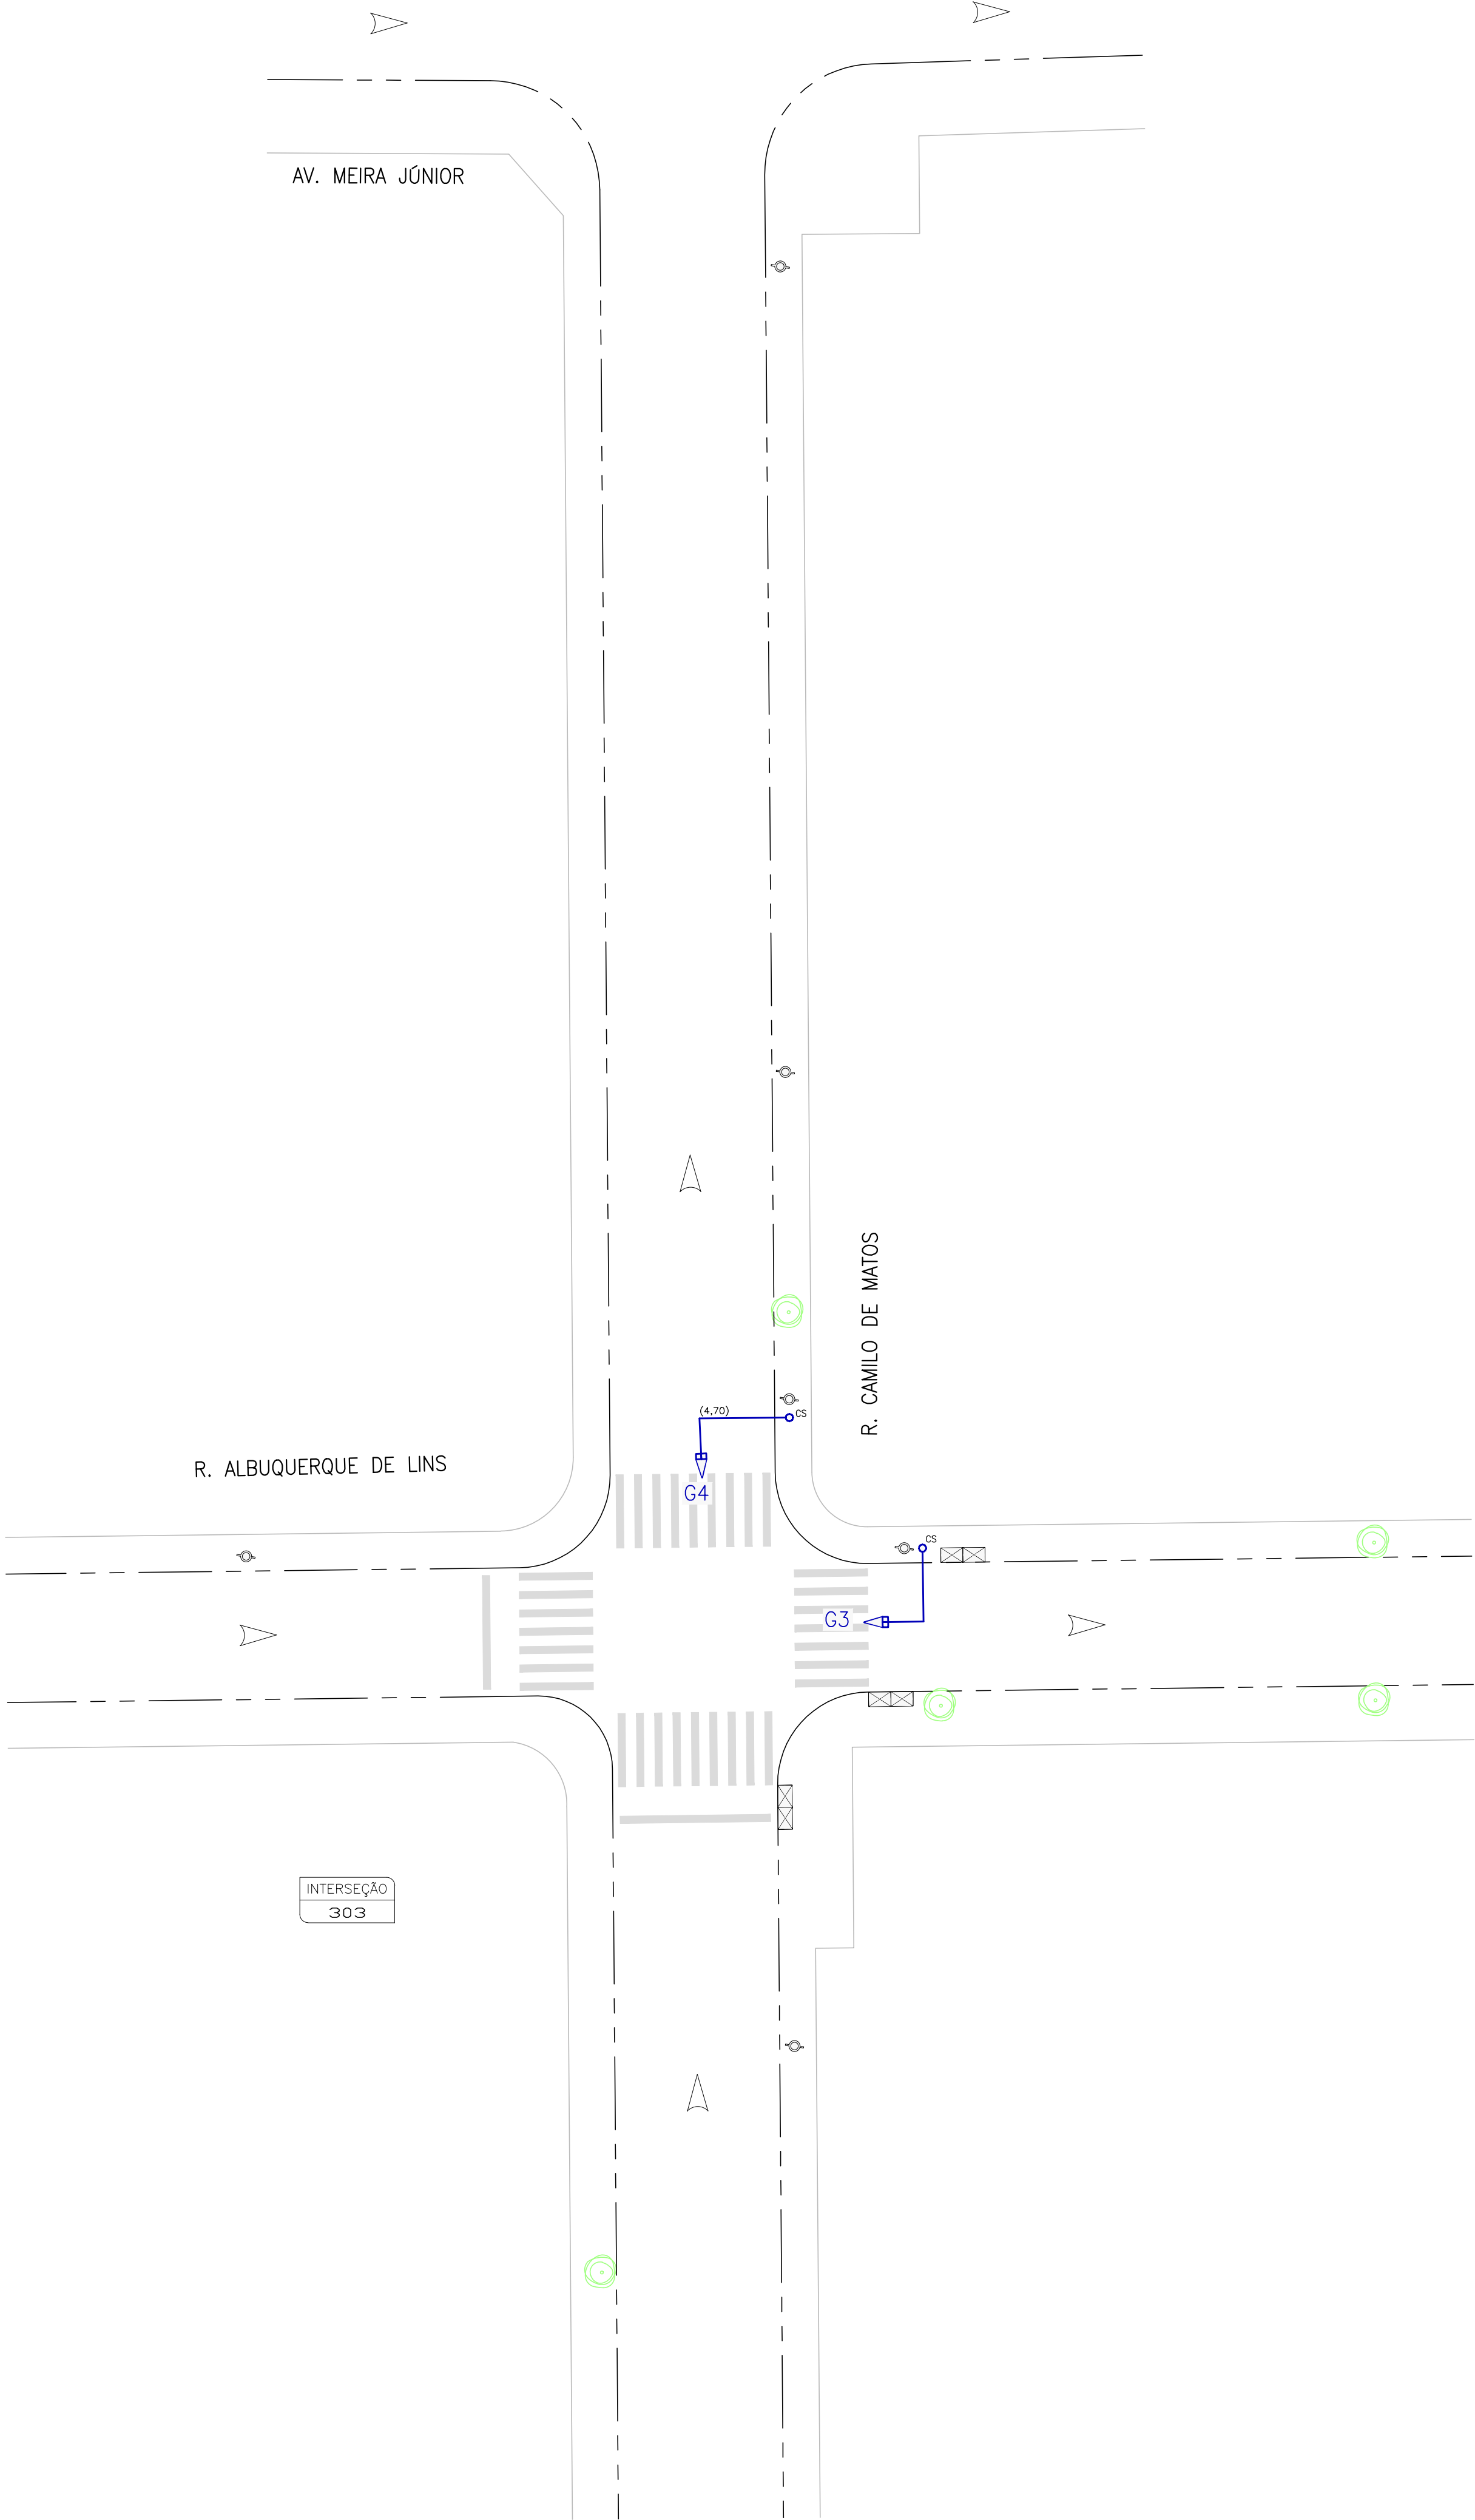 AV. MEIRA JÚNIOR
R. CAMILO DE MATOS
(4,70)
CS
R. ALBUQUERQUE DE LINS
G4
CS
G3
INTERSEÇÃO
303